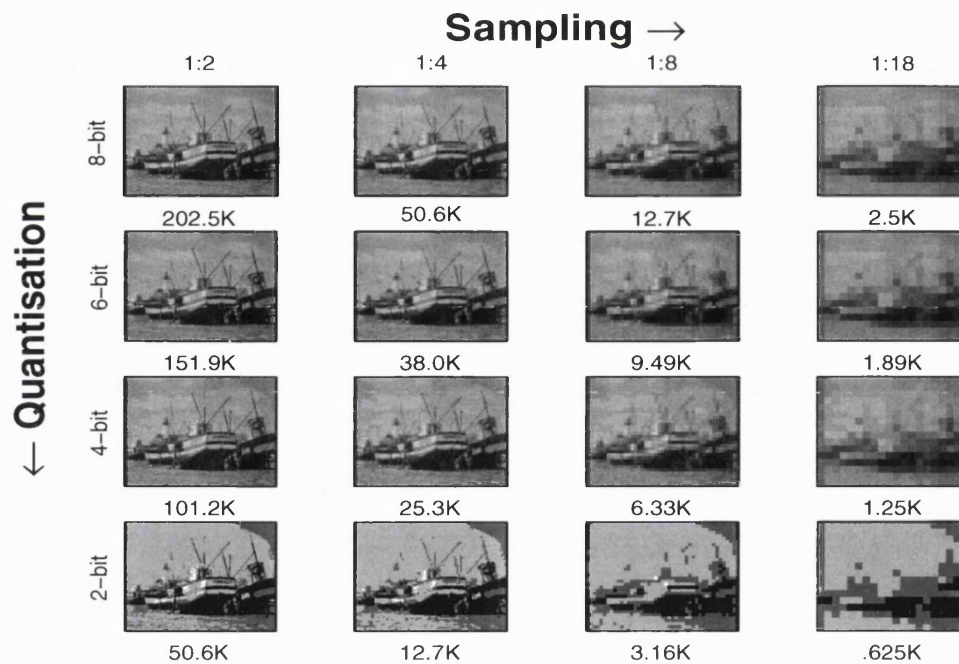 Sampling →
1:2 1:4 1:8 1:18
8-bit
202.5K 50.6K 12.7K 2.5K
← Quantisation
6-bit
151.9K 38.0K 9.49K 1.89K
4-bit
101.2K 25.3K 6.33K 1.25K
2-bit
50.6K 12.7K 3.16K .625K